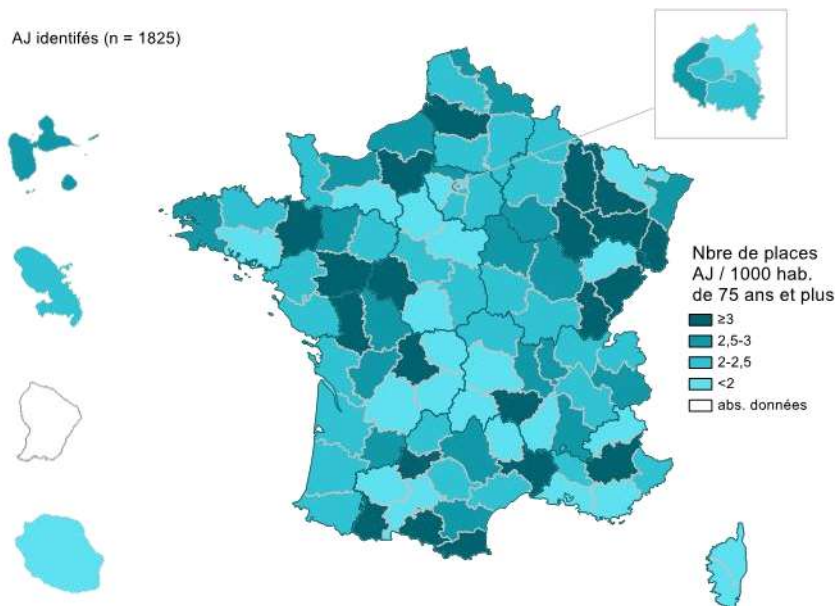 AJ identifés (n = 1825)
Nbre de places
AJ / 1000 hab.
de 75 ans et plus
≥3
2,5-3
2-2,5
<2
abs. données